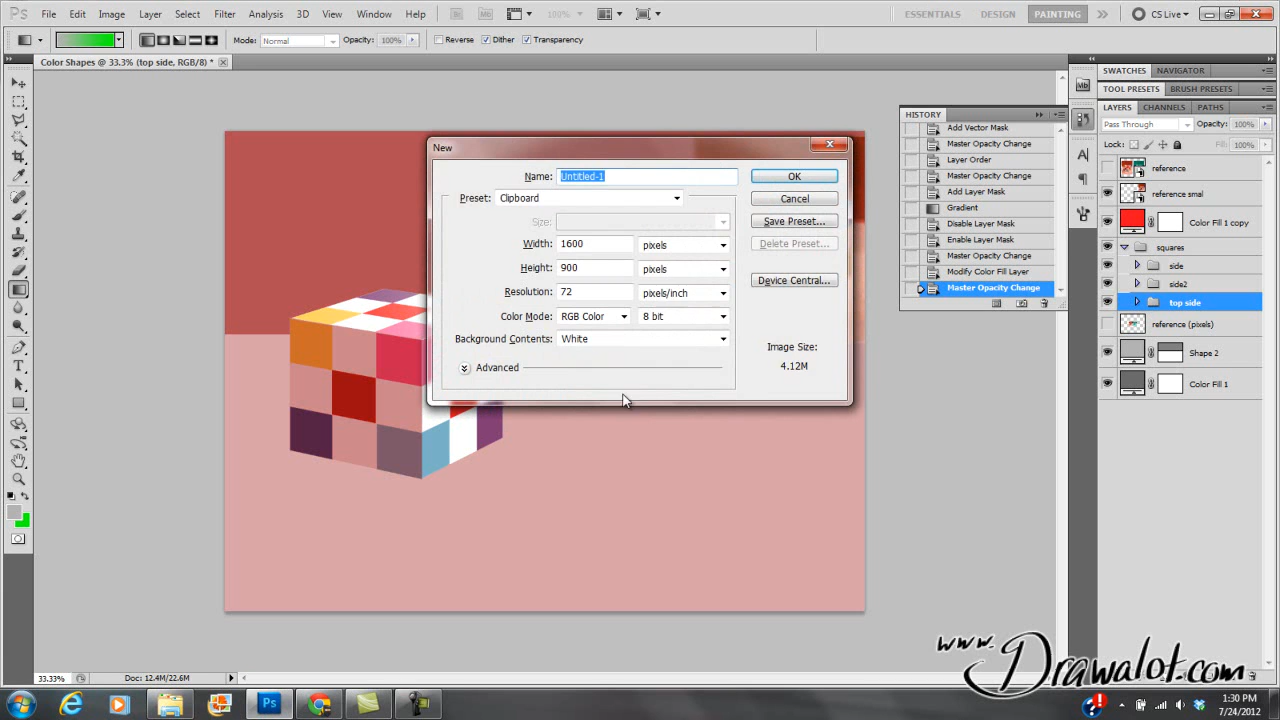 Ps File Edit Image Layer Select Filter Analysis 3D View Window Help Mb 100% ESSENTIALS DESIGN PAINTING CS Live
Mode: Normal Opacity: 100% Reverse Dither Transparency
Color Shapes @ 33.3% (top side, RGB/8) *
SWATCHES NAVIGATOR
TOOL PRESETS BRUSH PRESETS
LAYERS CHANNELS PATHS
Pass Through Opacity: 100%
Lock: Fill: 100%
reference
reference smal
Color Fill 1 copy
squares
side
side2
top side
reference (pixels)
Shape 2
Color Fill 1
HISTORY
Add Vector Mask
Master Opacity Change
Layer Order
Master Opacity Change
Add Layer Mask
Gradient
Disable Layer Mask
Enable Layer Mask
Master Opacity Change
Modify Color Fill Layer
Master Opacity Change
New
Name: Untitled-1 OK
Preset: Clipboard Cancel
Size: Save Preset...
Width: 1600 pixels Delete Preset...
Height: 900 pixels
Resolution: 72 pixels/inch Device Central...
Color Mode: RGB Color 8 bit
Background Contents: White
Image Size:
4.12M
Advanced
www.
Drawalot.com
33.33% Doc: 12.4M/22.6M
Ps
1:30 PM
7/24/2012